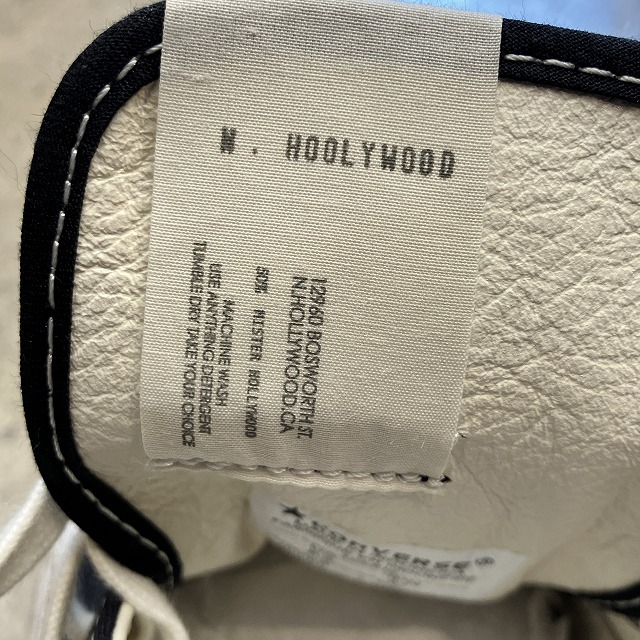 N. HOOLYWOOD
12960 BOSWORTH ST.
N.HOLLYWOOD.CA
50% MISTER HOLLYWOOD
MACHINE WASH
USE ANYTHING DETERGENT
TUMBLE DRY TAKE YOUR CHOICE
CONVERSE®